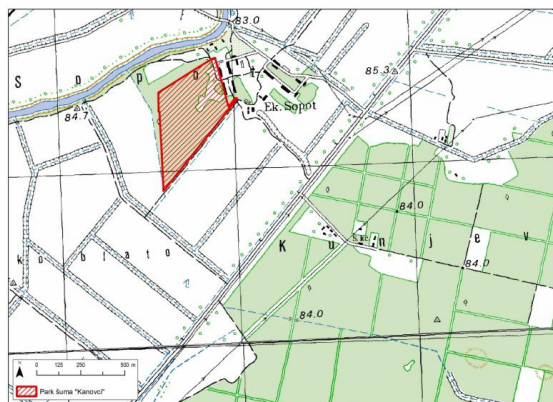 83.0
S o p o t
85.3
Ek. Sopot
84.7
84.0
K u n j e v
k o b l a t o
84.0
84.0
N
0 125 250 500 m
Park šuma "Kanovci"